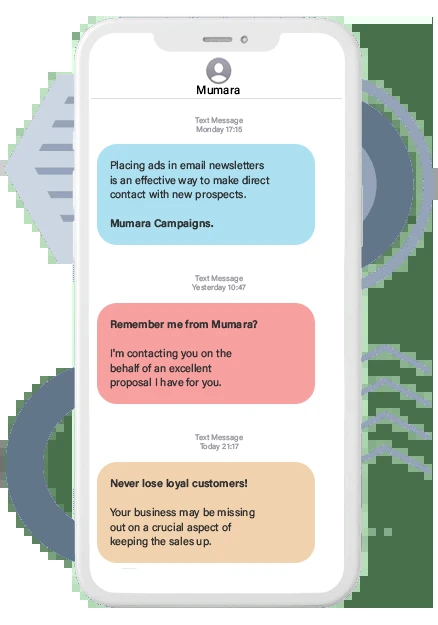 Mumara
Text Message
Monday 17:15
Placing ads in email newsletters
is an effective way to make direct
contact with new prospects.
Mumara Campaigns.
Text Message
Yesterday 10:47
Remember me from Mumara?
I'm contacting you on the
behalf of an excellent
proposal I have for you.
Text Message
Today 21:17
Never lose loyal customers!
Your business may be missing
out on a crucial aspect of
keeping the sales up.